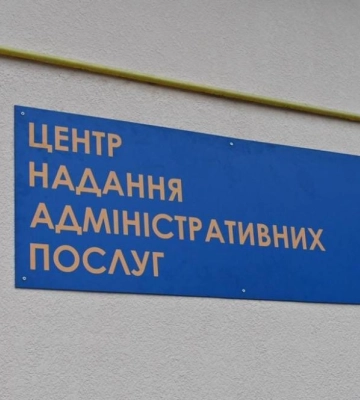 ЦЕНТР
НАДАННЯ
АДМІНІСТРАТИВНИХ
ПОСЛУГ